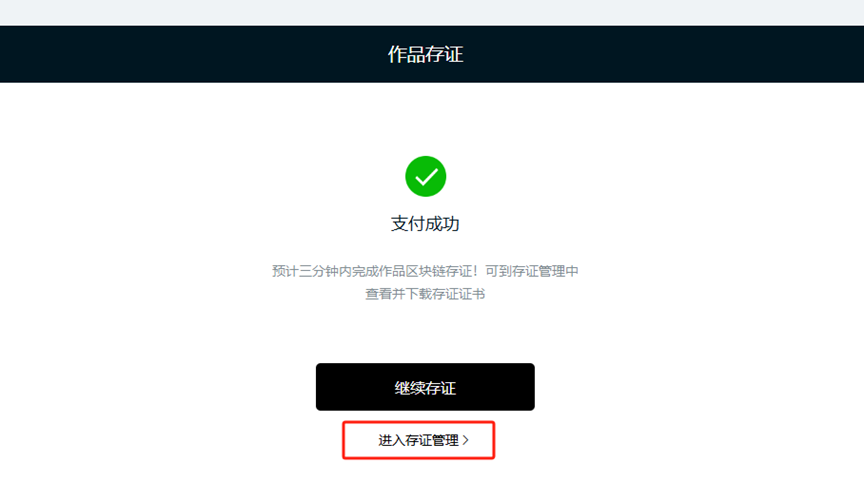 作品存证
支付成功
预计三分钟内完成作品区块链存证！可到存证管理中
查看并下载存证证书
继续存证
进入存证管理 >